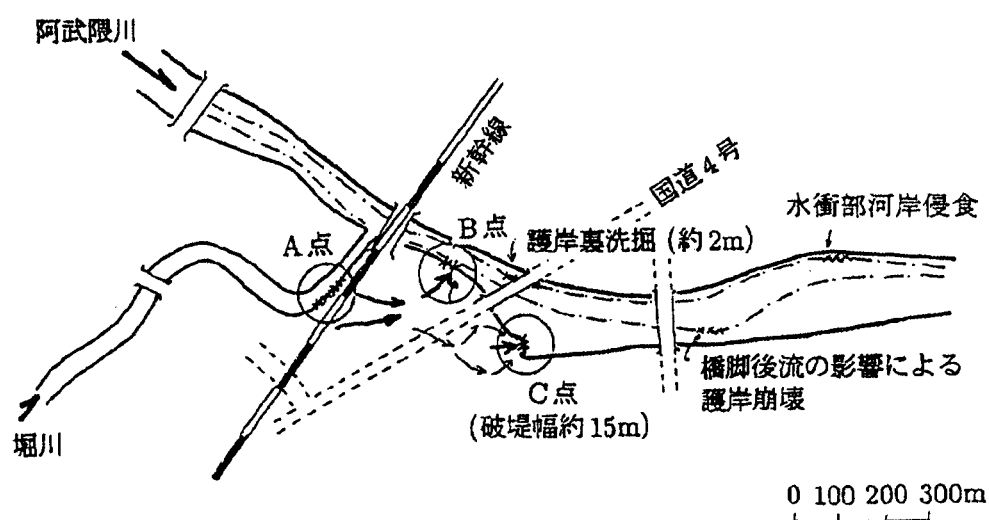 阿武隈川
新幹線
国道4号
水衝部河岸侵食
A点
B点
護岸裏洗掘(約2m)
橋脚後流の影響による
護岸崩壊
C点
(破堤幅約15m)
堀川
0 100 200 300m